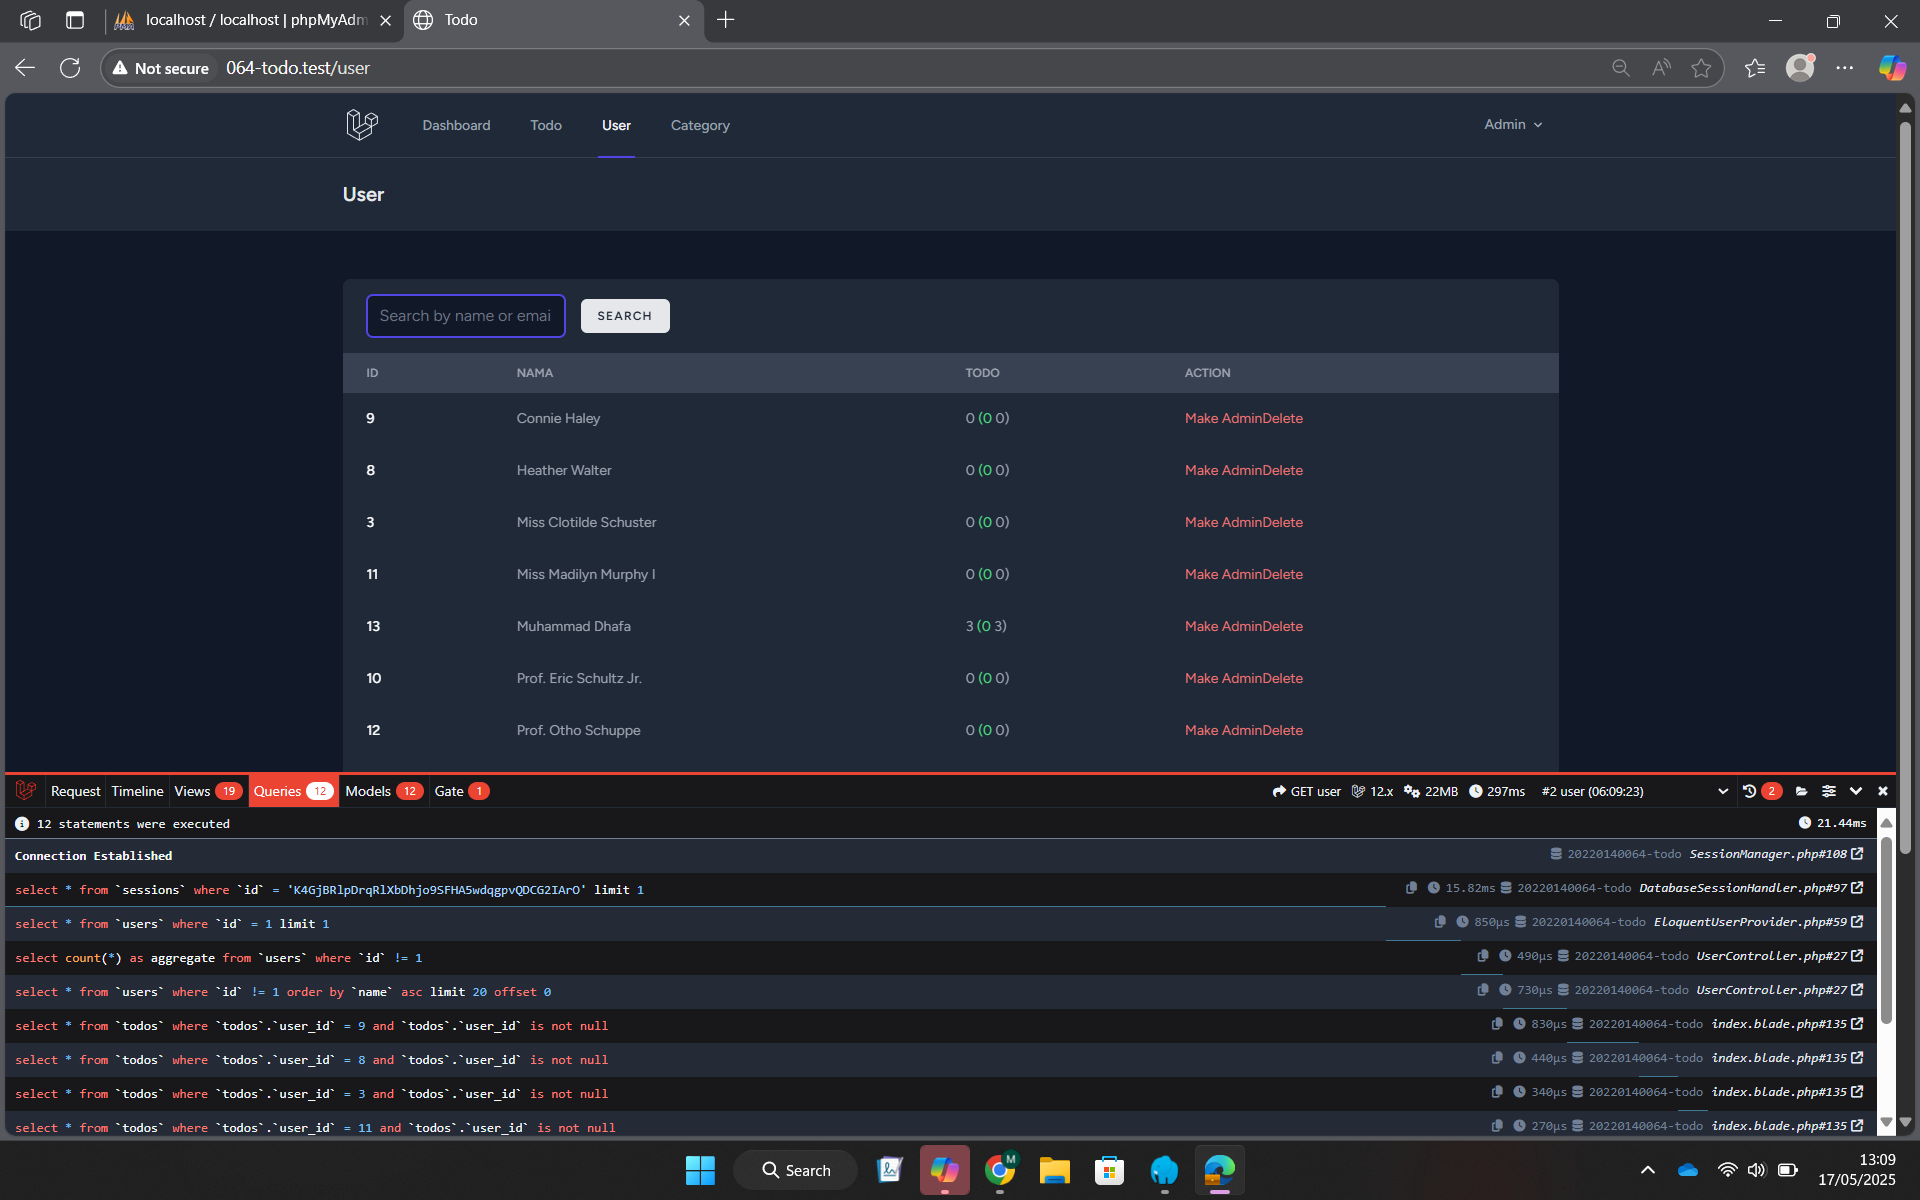 localhost / localhost | phpMyAdm
Todo
Not secure 064-todo.test/user
Dashboard Todo User Category Admin
User
Search by name or emai SEARCH
ID NAMA TODO ACTION
9 Connie Haley 0 (0 0) Make AdminDelete
8 Heather Walter 0 (0 0) Make AdminDelete
3 Miss Clotilde Schuster 0 (0 0) Make AdminDelete
11 Miss Madilyn Murphy I 0 (0 0) Make AdminDelete
13 Muhammad Dhafa 3 (0 3) Make AdminDelete
10 Prof. Eric Schultz Jr. 0 (0 0) Make AdminDelete
12 Prof. Otho Schuppe 0 (0 0) Make AdminDelete
Request Timeline Views 19 Queries 12 Models 12 Gate 1 GET user 12.x 22MB 297ms #2 user (06:09:23) 2
12 statements were executed 21.44ms
Connection Established 20220140064-todo SessionManager.php#108
select * from `sessions` where `id` = 'K4GjBRlpDrqRlXbDhjo9SFHA5wdqgpvQDCG2IArO' limit 1 15.82ms 20220140064-todo DatabaseSessionHandler.php#97
select * from `users` where `id` = 1 limit 1 850μs 20220140064-todo EloquentUserProvider.php#59
select count(*) as aggregate from `users` where `id` != 1 490μs 20220140064-todo UserController.php#27
select * from `users` where `id` != 1 order by `name` asc limit 20 offset 0 730μs 20220140064-todo UserController.php#27
select * from `todos` where `todos`.`user_id` = 9 and `todos`.`user_id` is not null 830μs 20220140064-todo index.blade.php#135
select * from `todos` where `todos`.`user_id` = 8 and `todos`.`user_id` is not null 440μs 20220140064-todo index.blade.php#135
select * from `todos` where `todos`.`user_id` = 3 and `todos`.`user_id` is not null 340μs 20220140064-todo index.blade.php#135
select * from `todos` where `todos`.`user_id` = 11 and `todos`.`user_id` is not null 270μs 20220140064-todo index.blade.php#135
Search
13:09
17/05/2025